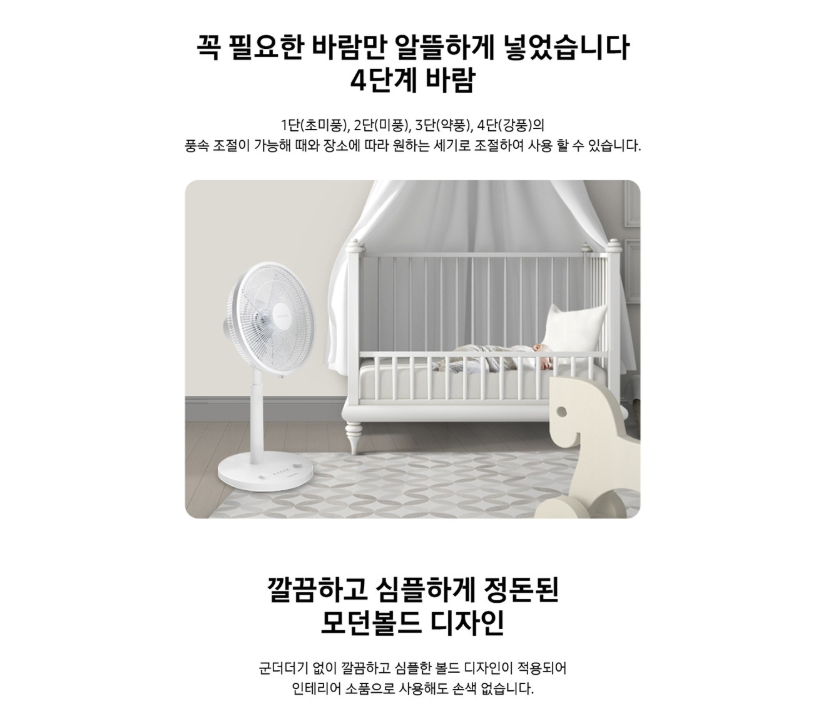 꼭 필요한 바람만 알뜰하게 넣었습니다
4단계 바람
1단(초미풍), 2단(미풍), 3단(약풍), 4단(강풍)의
풍속 조절이 가능해 때와 장소에 따라 원하는 세기로 조절하여 사용 할 수 있습니다.
깔끔하고 심플하게 정돈된
모던볼드 디자인
군더더기 없이 깔끔하고 심플한 볼드 디자인이 적용되어
인테리어 소품으로 사용해도 손색 없습니다.